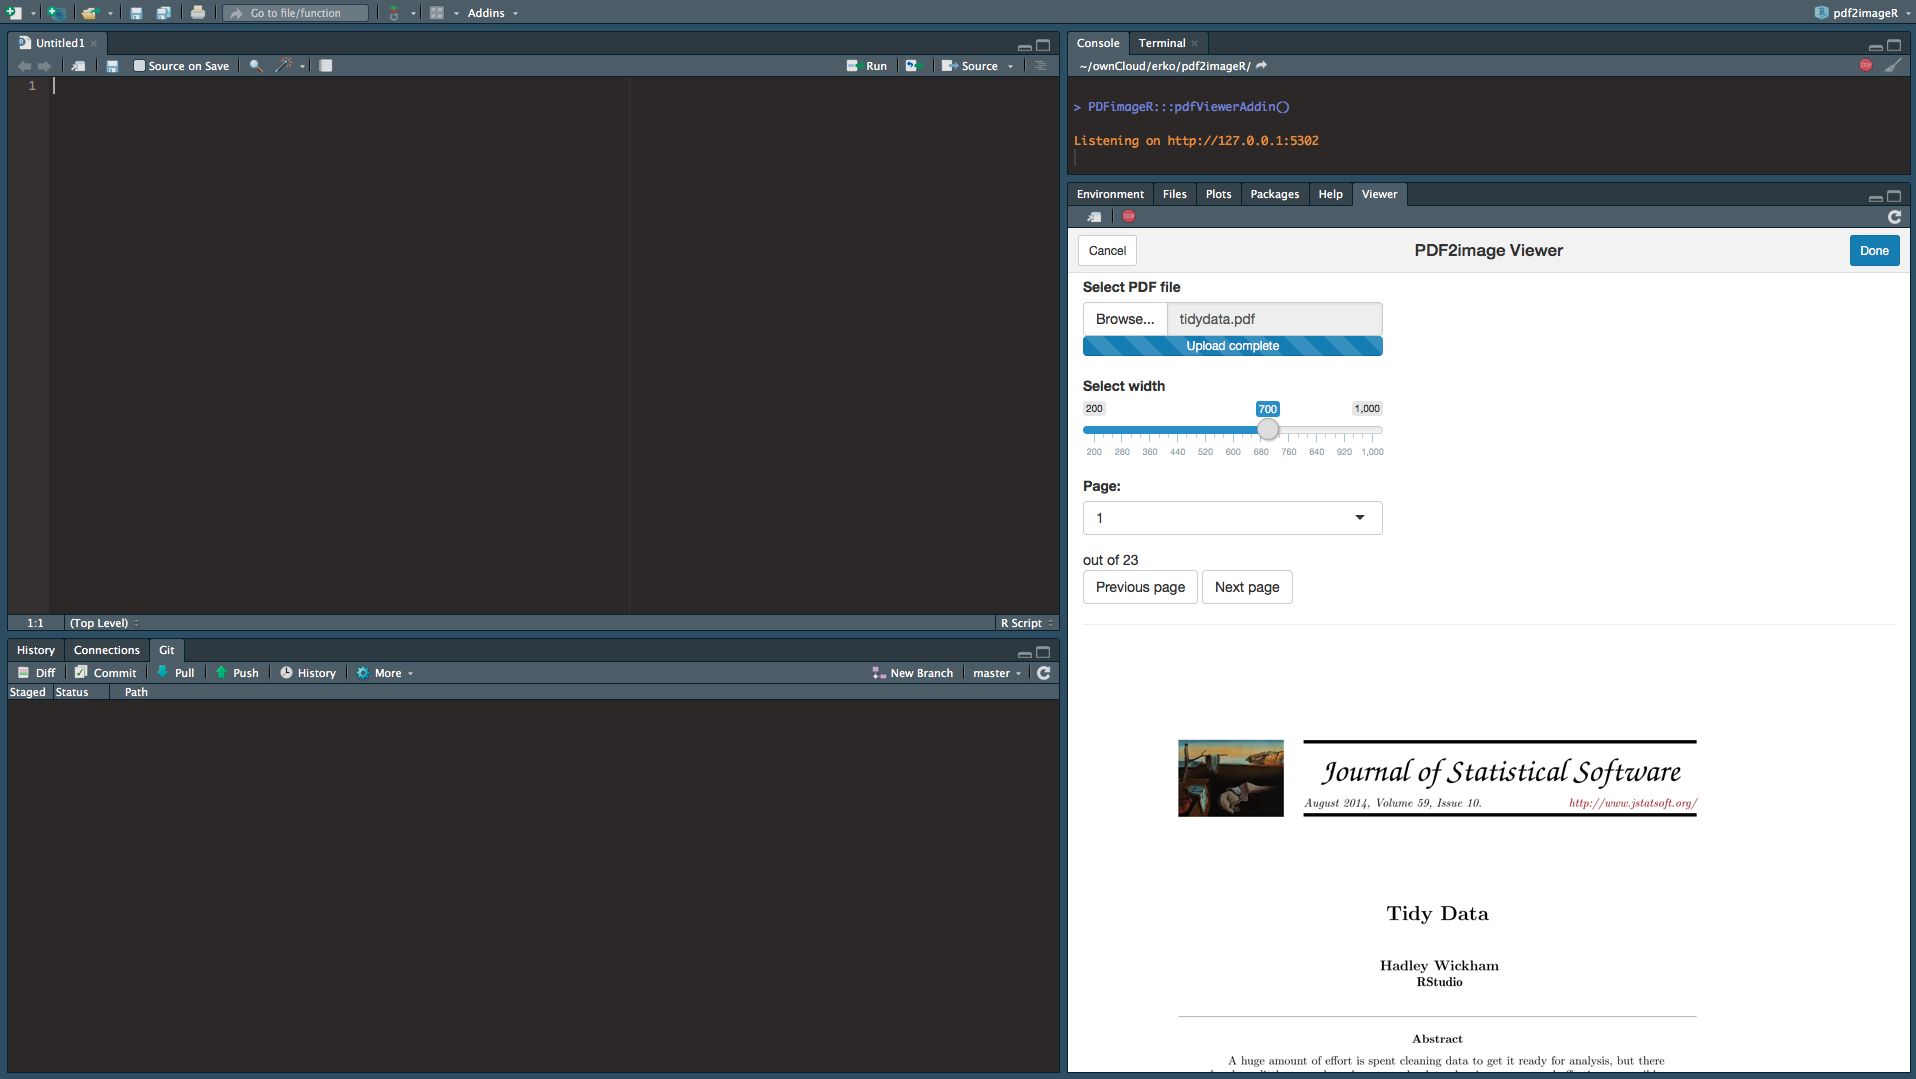 Go to file/function
Addins
pdf2imageR
Untitled1
Source on Save
Run
Source
1
1:1
(Top Level)
R Script
History
Connections
Git
Diff
Commit
Pull
Push
History
More
New Branch
master
Staged
Status
Path
Console
Terminal
~/ownCloud/erko/pdf2imageR/
> PDFimageR:::pdfViewerAddin()
Listening on http://127.0.0.1:5302
Environment
Files
Plots
Packages
Help
Viewer
Cancel
PDF2image Viewer
Done
Select PDF file
Browse...
tidydata.pdf
Upload complete
Select width
200
700
1,000
200 280 360 440 520 600 680 760 840 920 1,000
Page:
1
out of 23
Previous page
Next page
Journal of Statistical Software
August 2014, Volume 59, Issue 10.
http://www.jstatsoft.org/
Tidy Data
Hadley Wickham
RStudio
Abstract
A huge amount of effort is spent cleaning data to get it ready for analysis, but there